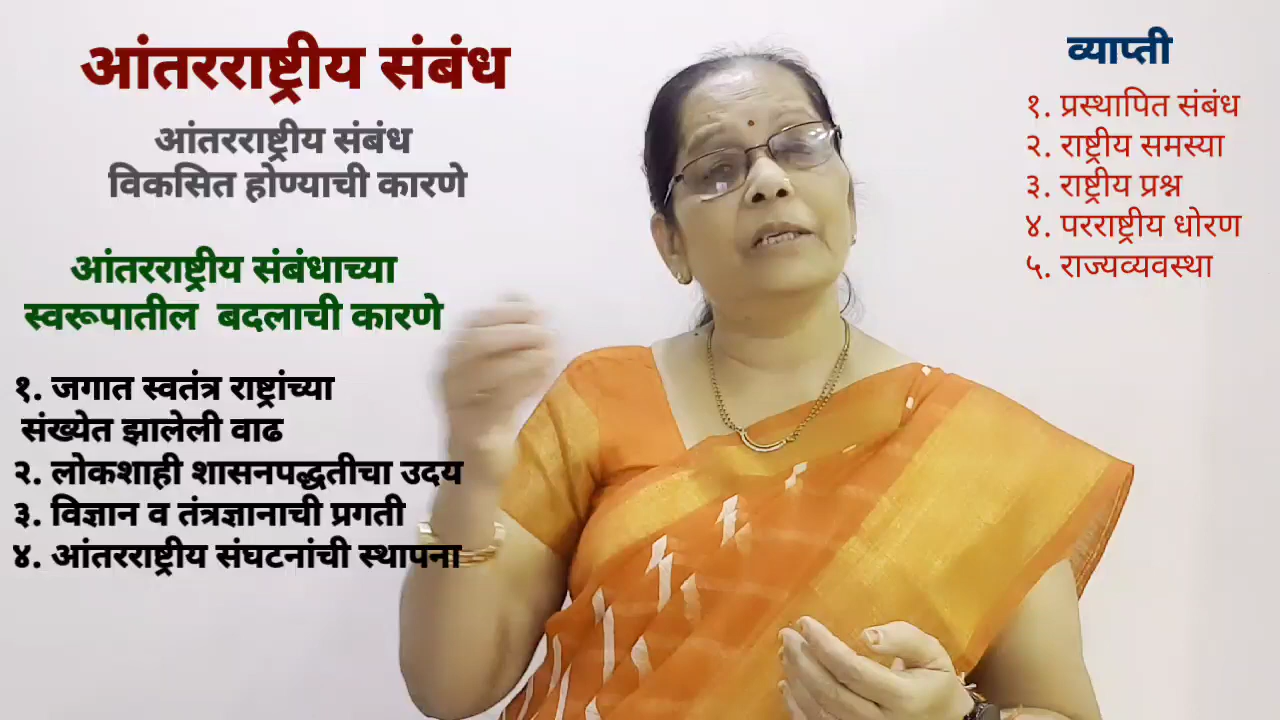 आंतरराष्ट्रीय संबंध
आंतरराष्ट्रीय संबंध
विकसित होण्याची कारणे
आंतरराष्ट्रीय संबंधाच्या
स्वरूपातील बदलाची कारणे
१. जगात स्वतंत्र राष्ट्रांच्या
संख्येत झालेली वाढ
२. लोकशाही शासनपद्धतीचा उदय
३. विज्ञान व तंत्रज्ञानाची प्रगती
४. आंतरराष्ट्रीय संघटनांची स्थापना
व्याप्ती
१. प्रस्थापित संबंध
२. राष्ट्रीय समस्या
३. राष्ट्रीय प्रश्न
४. परराष्ट्रीय धोरण
५. राज्यव्यवस्था